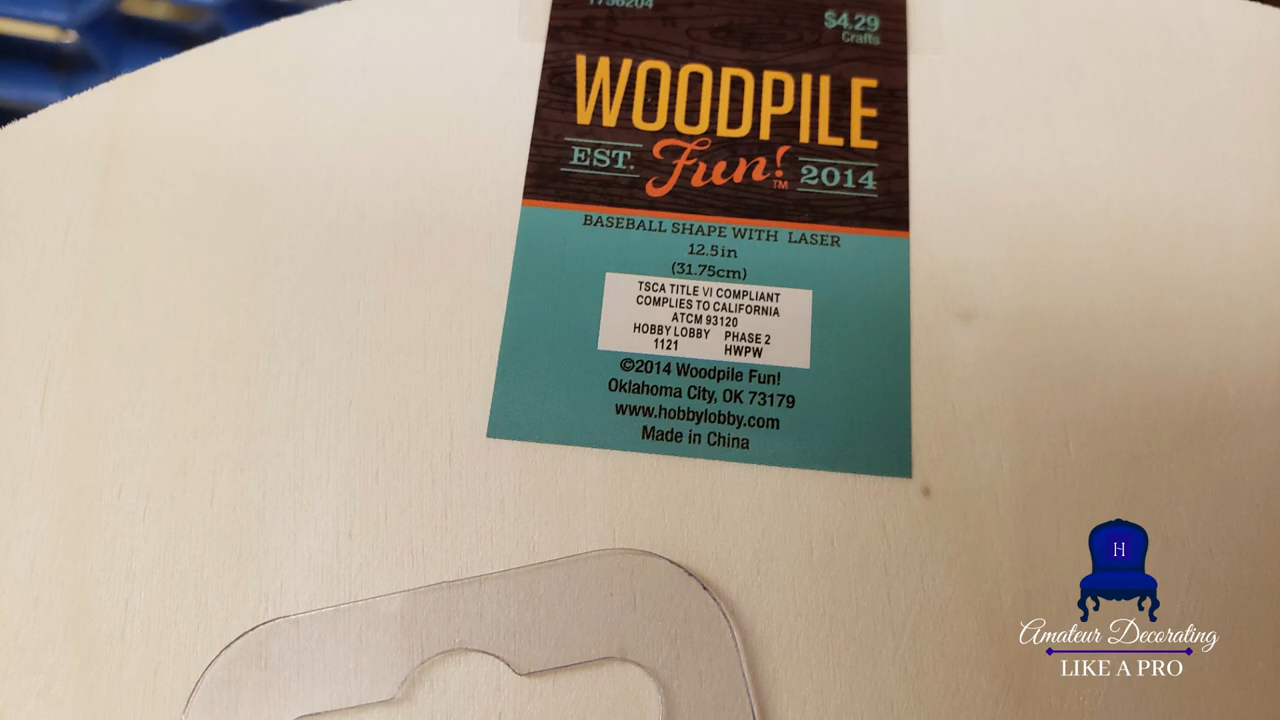 1756204
$4.29
Crafts
WOODPILE
EST. Fun!™ 2014
BASEBALL SHAPE WITH LASER
12.5in
(31.75cm)
TSCA TITLE VI COMPLIANT
COMPLIES TO CALIFORNIA
ATCM 93120
HOBBY LOBBY PHASE 2
1121 HWPW
©2014 Woodpile Fun!
Oklahoma City, OK 73179
www.hobbylobby.com
Made in China
H
Amateur Decorating
LIKE A PRO